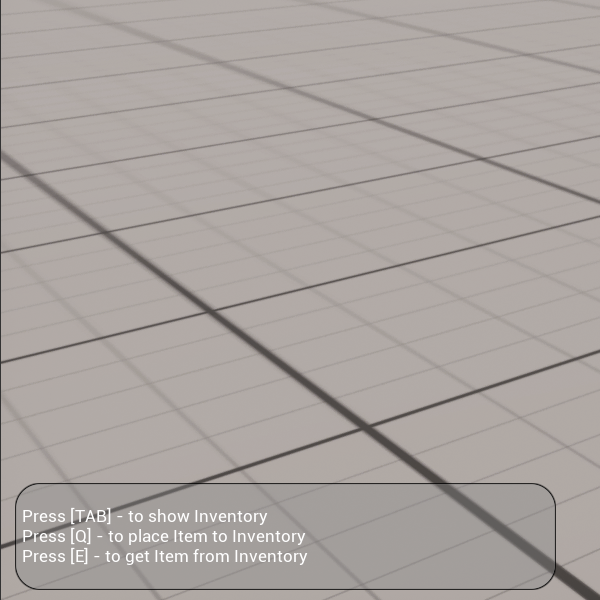 Press [TAB] - to show Inventory
Press [Q] - to place Item to Inventory
Press [E] - to get Item from Inventory